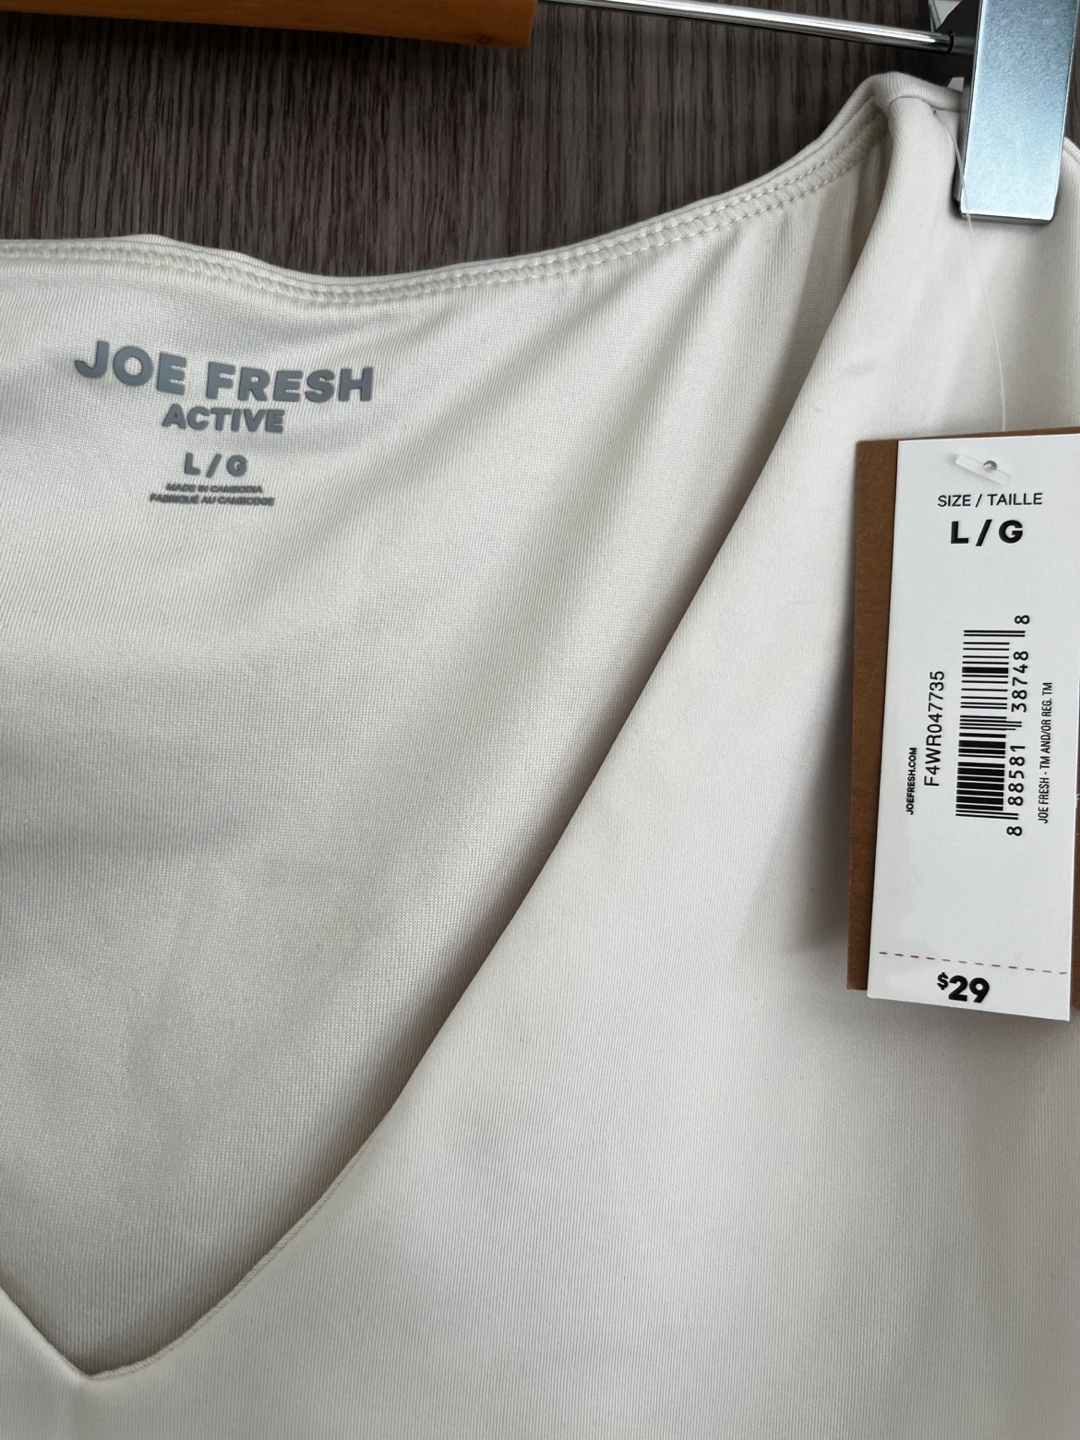 JOE FRESH
ACTIVE
L / G
MADE IN CAMBODIA
FABRIQUÉ AU CAMBODGE
SIZE / TAILLE
L / G
JOEFRESH.COM
F4WR047735
8 88581 38748 8
JOE FRESH - TM AND/OR REG. TM
$29